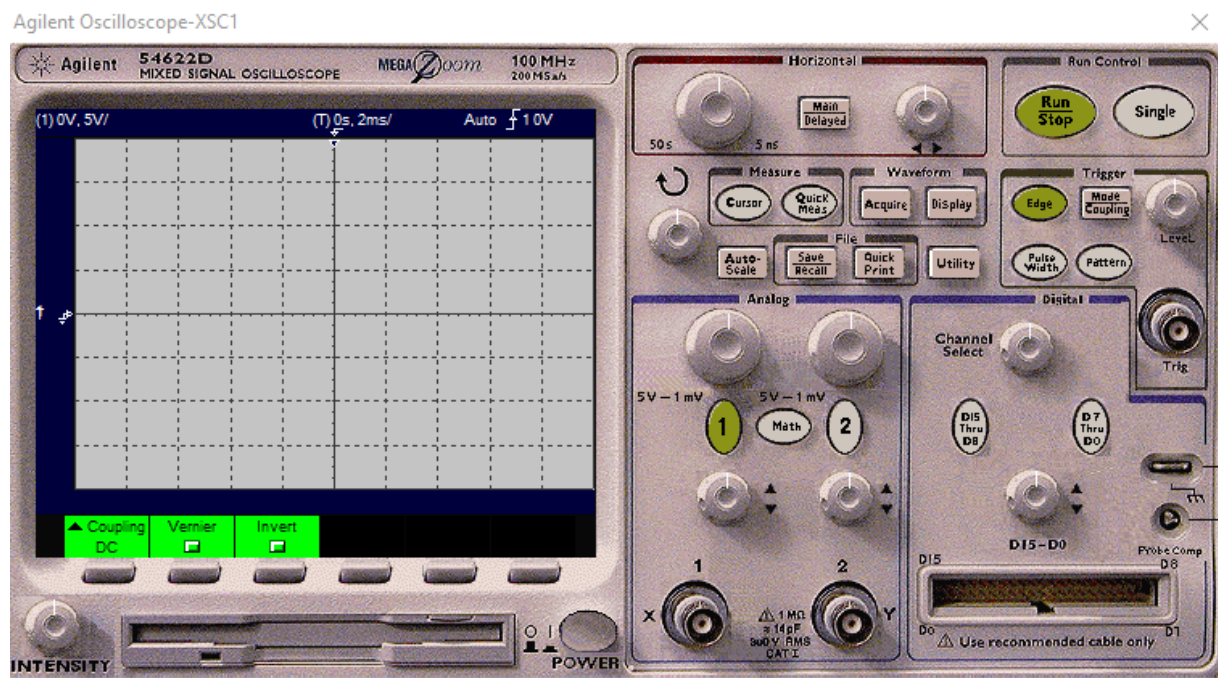 Agilent Oscilloscope-XSC1
Agilent 54622D
MIXED SIGNAL OSCILLOSCOPE
MEGA Zoom
100 MHz
200 MSa/s
(1) 0V, 5V/ (T) 0s, 2ms/ Auto 1 0V
T
Coupling
DC
Vernier
Invert
INTENSITY
POWER
O I
Horizontal
50 s 5 ns
Main
Delayed
Run Control
Run
Stop
Single
Measure
Cursor
Quick
Meas
Waveform
Acquire
Display
Trigger
Edge
Mode
Coupling
Level
Pulse
Width
Pattern
Trig
Auto-
Scale
File
Save
Recall
Quick
Print
Utility
Analog
5V – 1 mV 5V – 1 mV
1
Math
2
1
2
X
Y
⚠ 1 MΩ
≈ 14pF
300V RMS
CAT I
Digital
Channel
Select
D15
Thru
D8
D7
Thru
D0
D15-D0
Probe Comp
D15 D8
D0 D7
⚠ Use recommended cable only